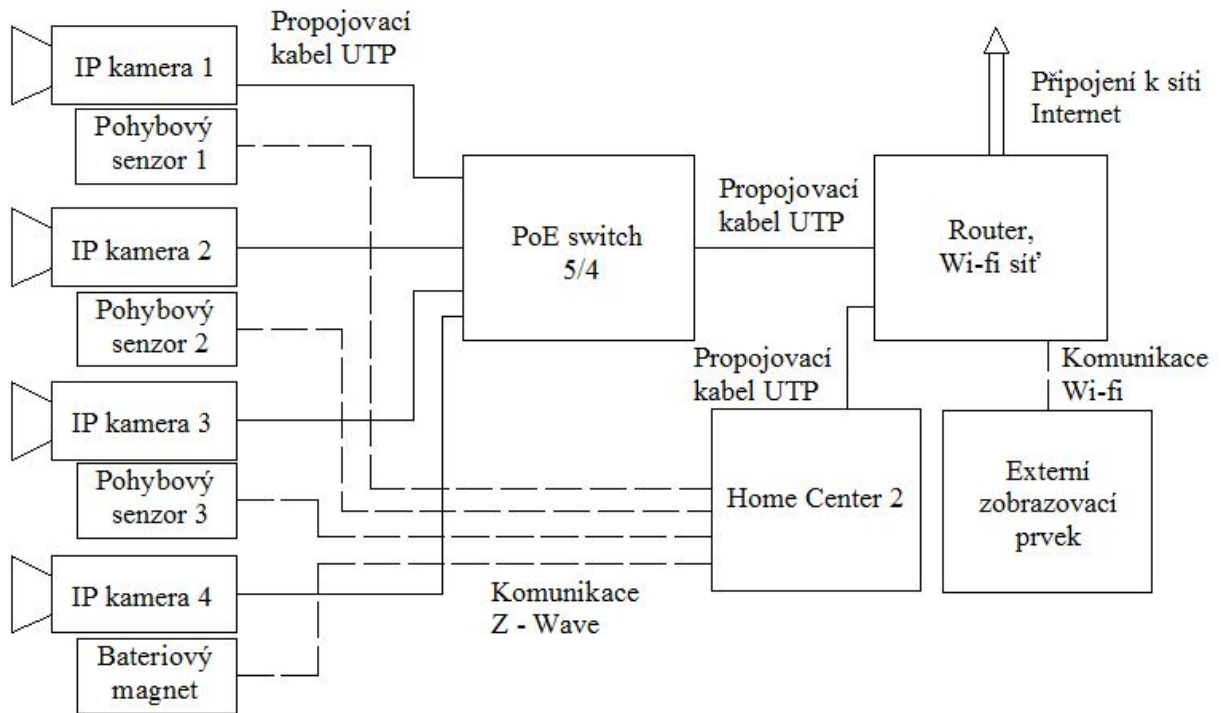 IP kamera 1
Pohybový
senzor 1
IP kamera 2
Pohybový
senzor 2
IP kamera 3
Pohybový
senzor 3
IP kamera 4
Bateriový
magnet
Propojovací
kabel UTP
PoE switch
5/4
Propojovací
kabel UTP
Router,
Wi-fi síť
Připojení k síti
Internet
Propojovací
kabel UTP
Komunikace
Wi-fi
Home Center 2
Externí
zobrazovací
prvek
Komunikace
Z - Wave